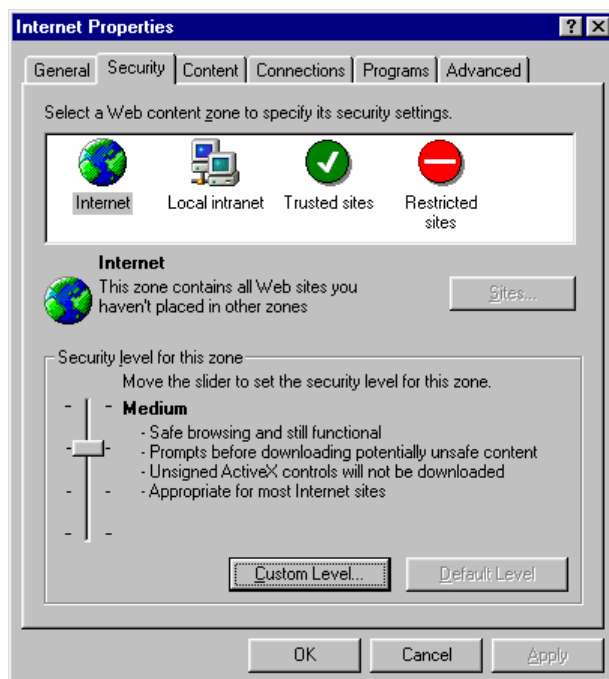 Internet Properties
General Security Content Connections Programs Advanced
Select a Web content zone to specify its security settings.
Internet Local intranet Trusted sites Restricted
sites
Internet
This zone contains all Web sites you
haven't placed in other zones
Sites...
Security level for this zone
Move the slider to set the security level for this zone.
Medium
- Safe browsing and still functional
- Prompts before downloading potentially unsafe content
- Unsigned ActiveX controls will not be downloaded
- Appropriate for most Internet sites
Custom Level... Default Level
OK Cancel Apply